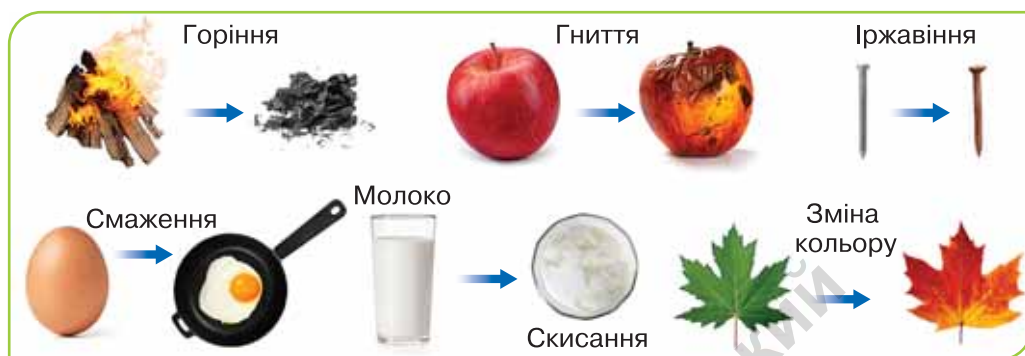 Горіння
Гниття
Іржавіння
Смаження
Молоко
Скисання
Зміна
кольору